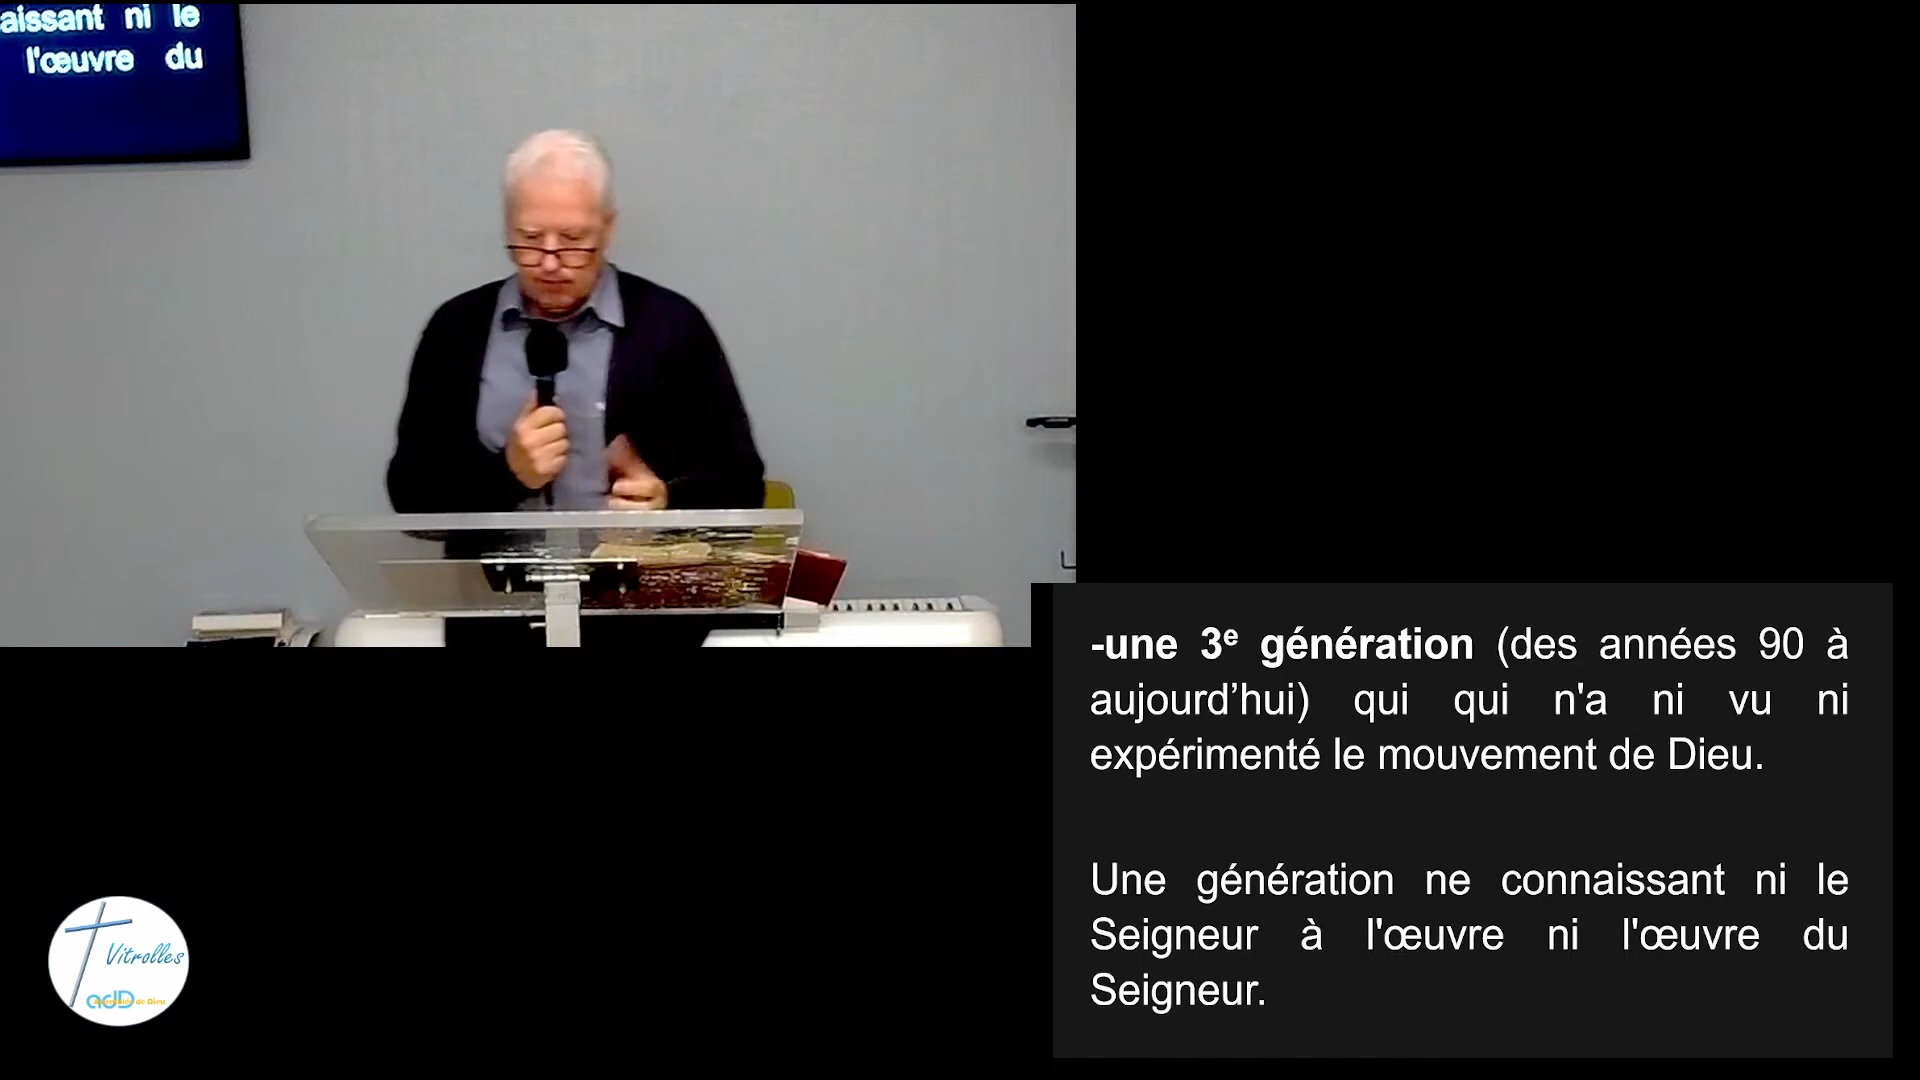 aissant ni le
l'œuvre du
-une 3e génération (des années 90 à
aujourd’hui) qui qui n'a ni vu ni
expérimenté le mouvement de Dieu.
Une génération ne connaissant ni le
Seigneur à l'œuvre ni l'œuvre du
Seigneur.
Vitrolles
adD